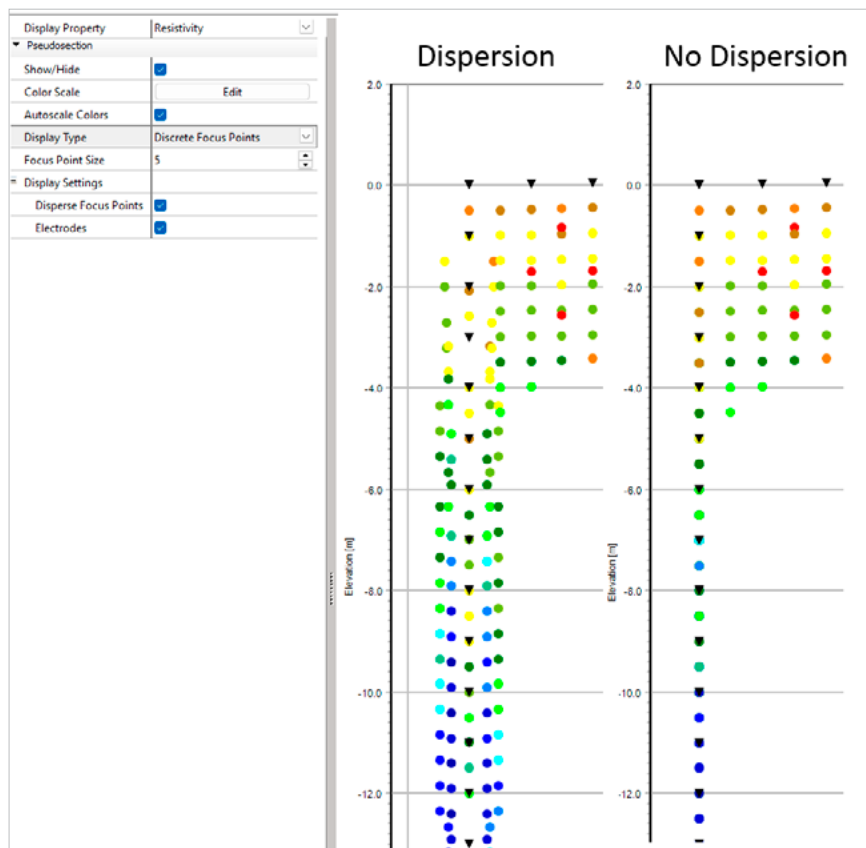 Display Property Resistivity
Pseudosection
Show/Hide
Color Scale Edit
Autoscale Colors
Display Type Discrete Focus Points
Focus Point Size 5
Display Settings
Disperse Focus Points
Electrodes
Dispersion No Dispersion
2.0 2.0
0.0 0.0
-2.0 -2.0
-4.0 -4.0
-6.0 -6.0
Elevation [m] Elevation [m]
-8.0 -8.0
-10.0 -10.0
-12.0 -12.0